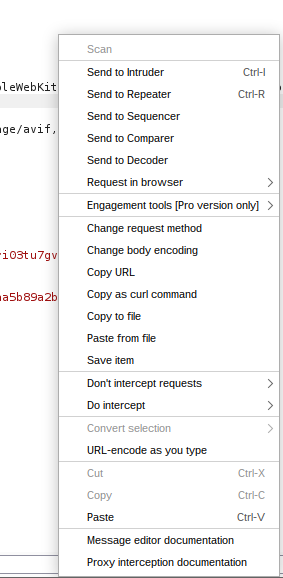 Scan
Send to Intruder Ctrl-I
Send to Repeater Ctrl-R
Send to Sequencer
Send to Comparer
Send to Decoder
Request in browser
Engagement tools [Pro version only]
Change request method
Change body encoding
Copy URL
Copy as curl command
Copy to file
Paste from file
Save item
Don't intercept requests
Do intercept
Convert selection
URL-encode as you type
Cut Ctrl-X
Copy Ctrl-C
Paste Ctrl-V
Message editor documentation
Proxy interception documentation
leWebKit
ge/avif,
i03tu7gv
a5b89a2b